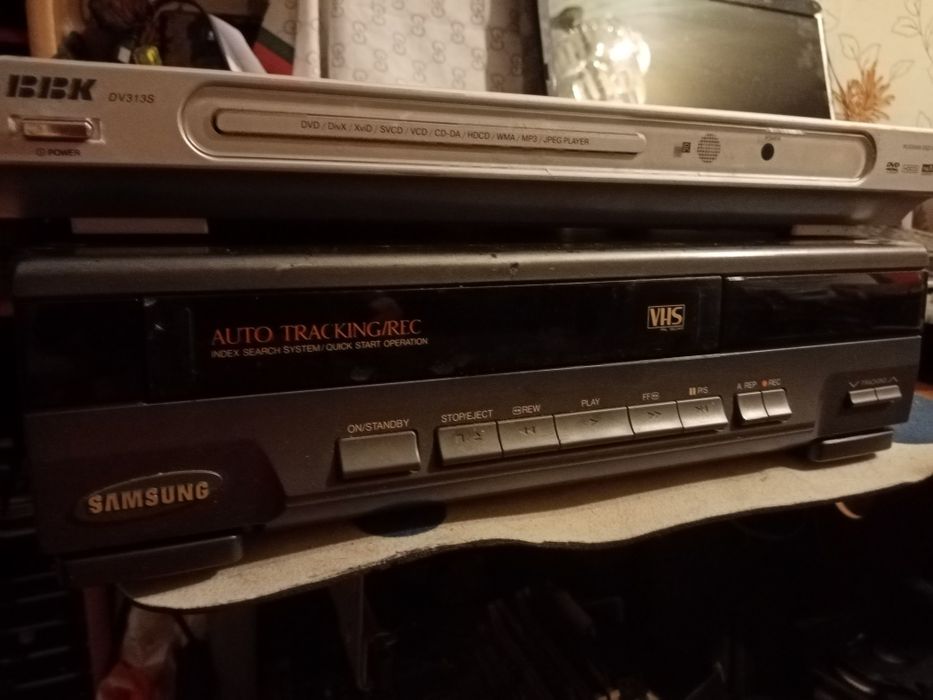 BBK DV313S
DVD / DivX / XviD / SVCD / VCD / CD-DA / HDCD / WMA / MP3 / JPEG PLAYER
POWER
DVD
AUTO TRACKING/REC
INDEX SEARCH SYSTEM/QUICK START OPERATION
VHS
ON/STANDBY
STOP/EJECT
REW
PLAY
FF
P/S
A.REP
REC
TRACKING
SAMSUNG